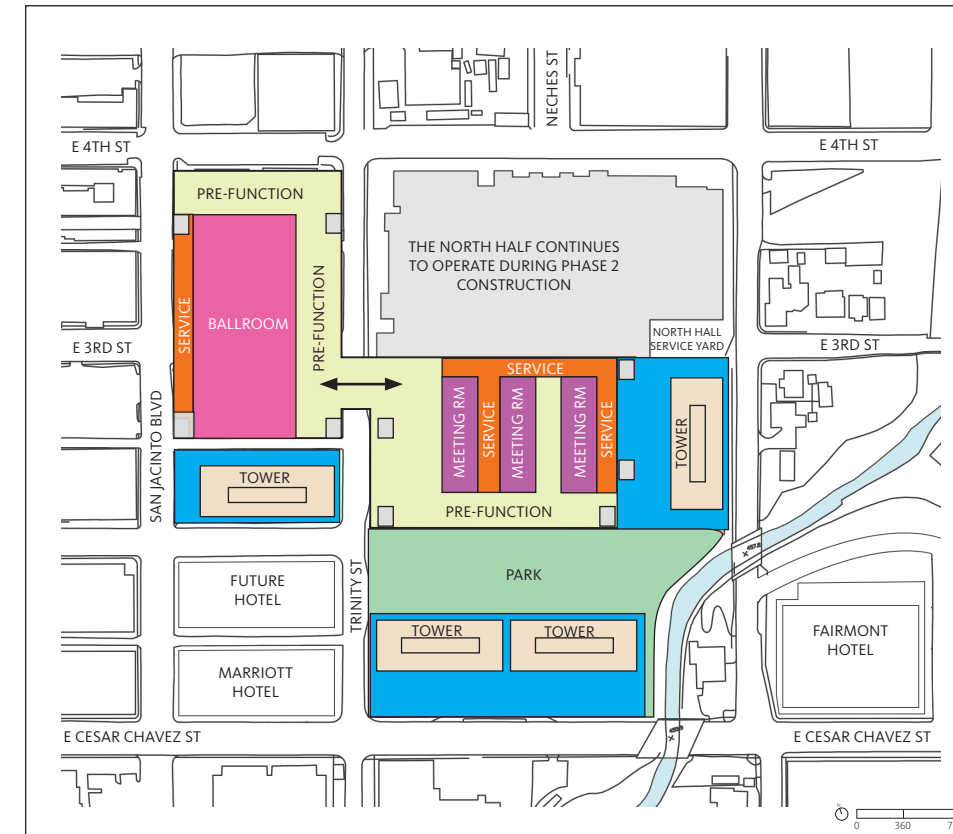 NECHES ST
E 4TH ST
E 4TH ST
PRE-FUNCTION
THE NORTH HALF CONTINUES
TO OPERATE DURING PHASE 2
CONSTRUCTION
PRE-FUNCTION
SERVICE
BALLROOM
NORTH HALL
SERVICE YARD
E 3RD ST
E 3RD ST
SERVICE
MEETING RM
SERVICE
MEETING RM
MEETING RM
SERVICE
TOWER
SAN JACINTO BLVD
TOWER
PRE-FUNCTION
TRINITY ST
PARK
FUTURE
HOTEL
TOWER
TOWER
FAIRMONT
HOTEL
MARRIOTT
HOTEL
E CESAR CHAVEZ ST
E CESAR CHAVEZ ST
N
0
360